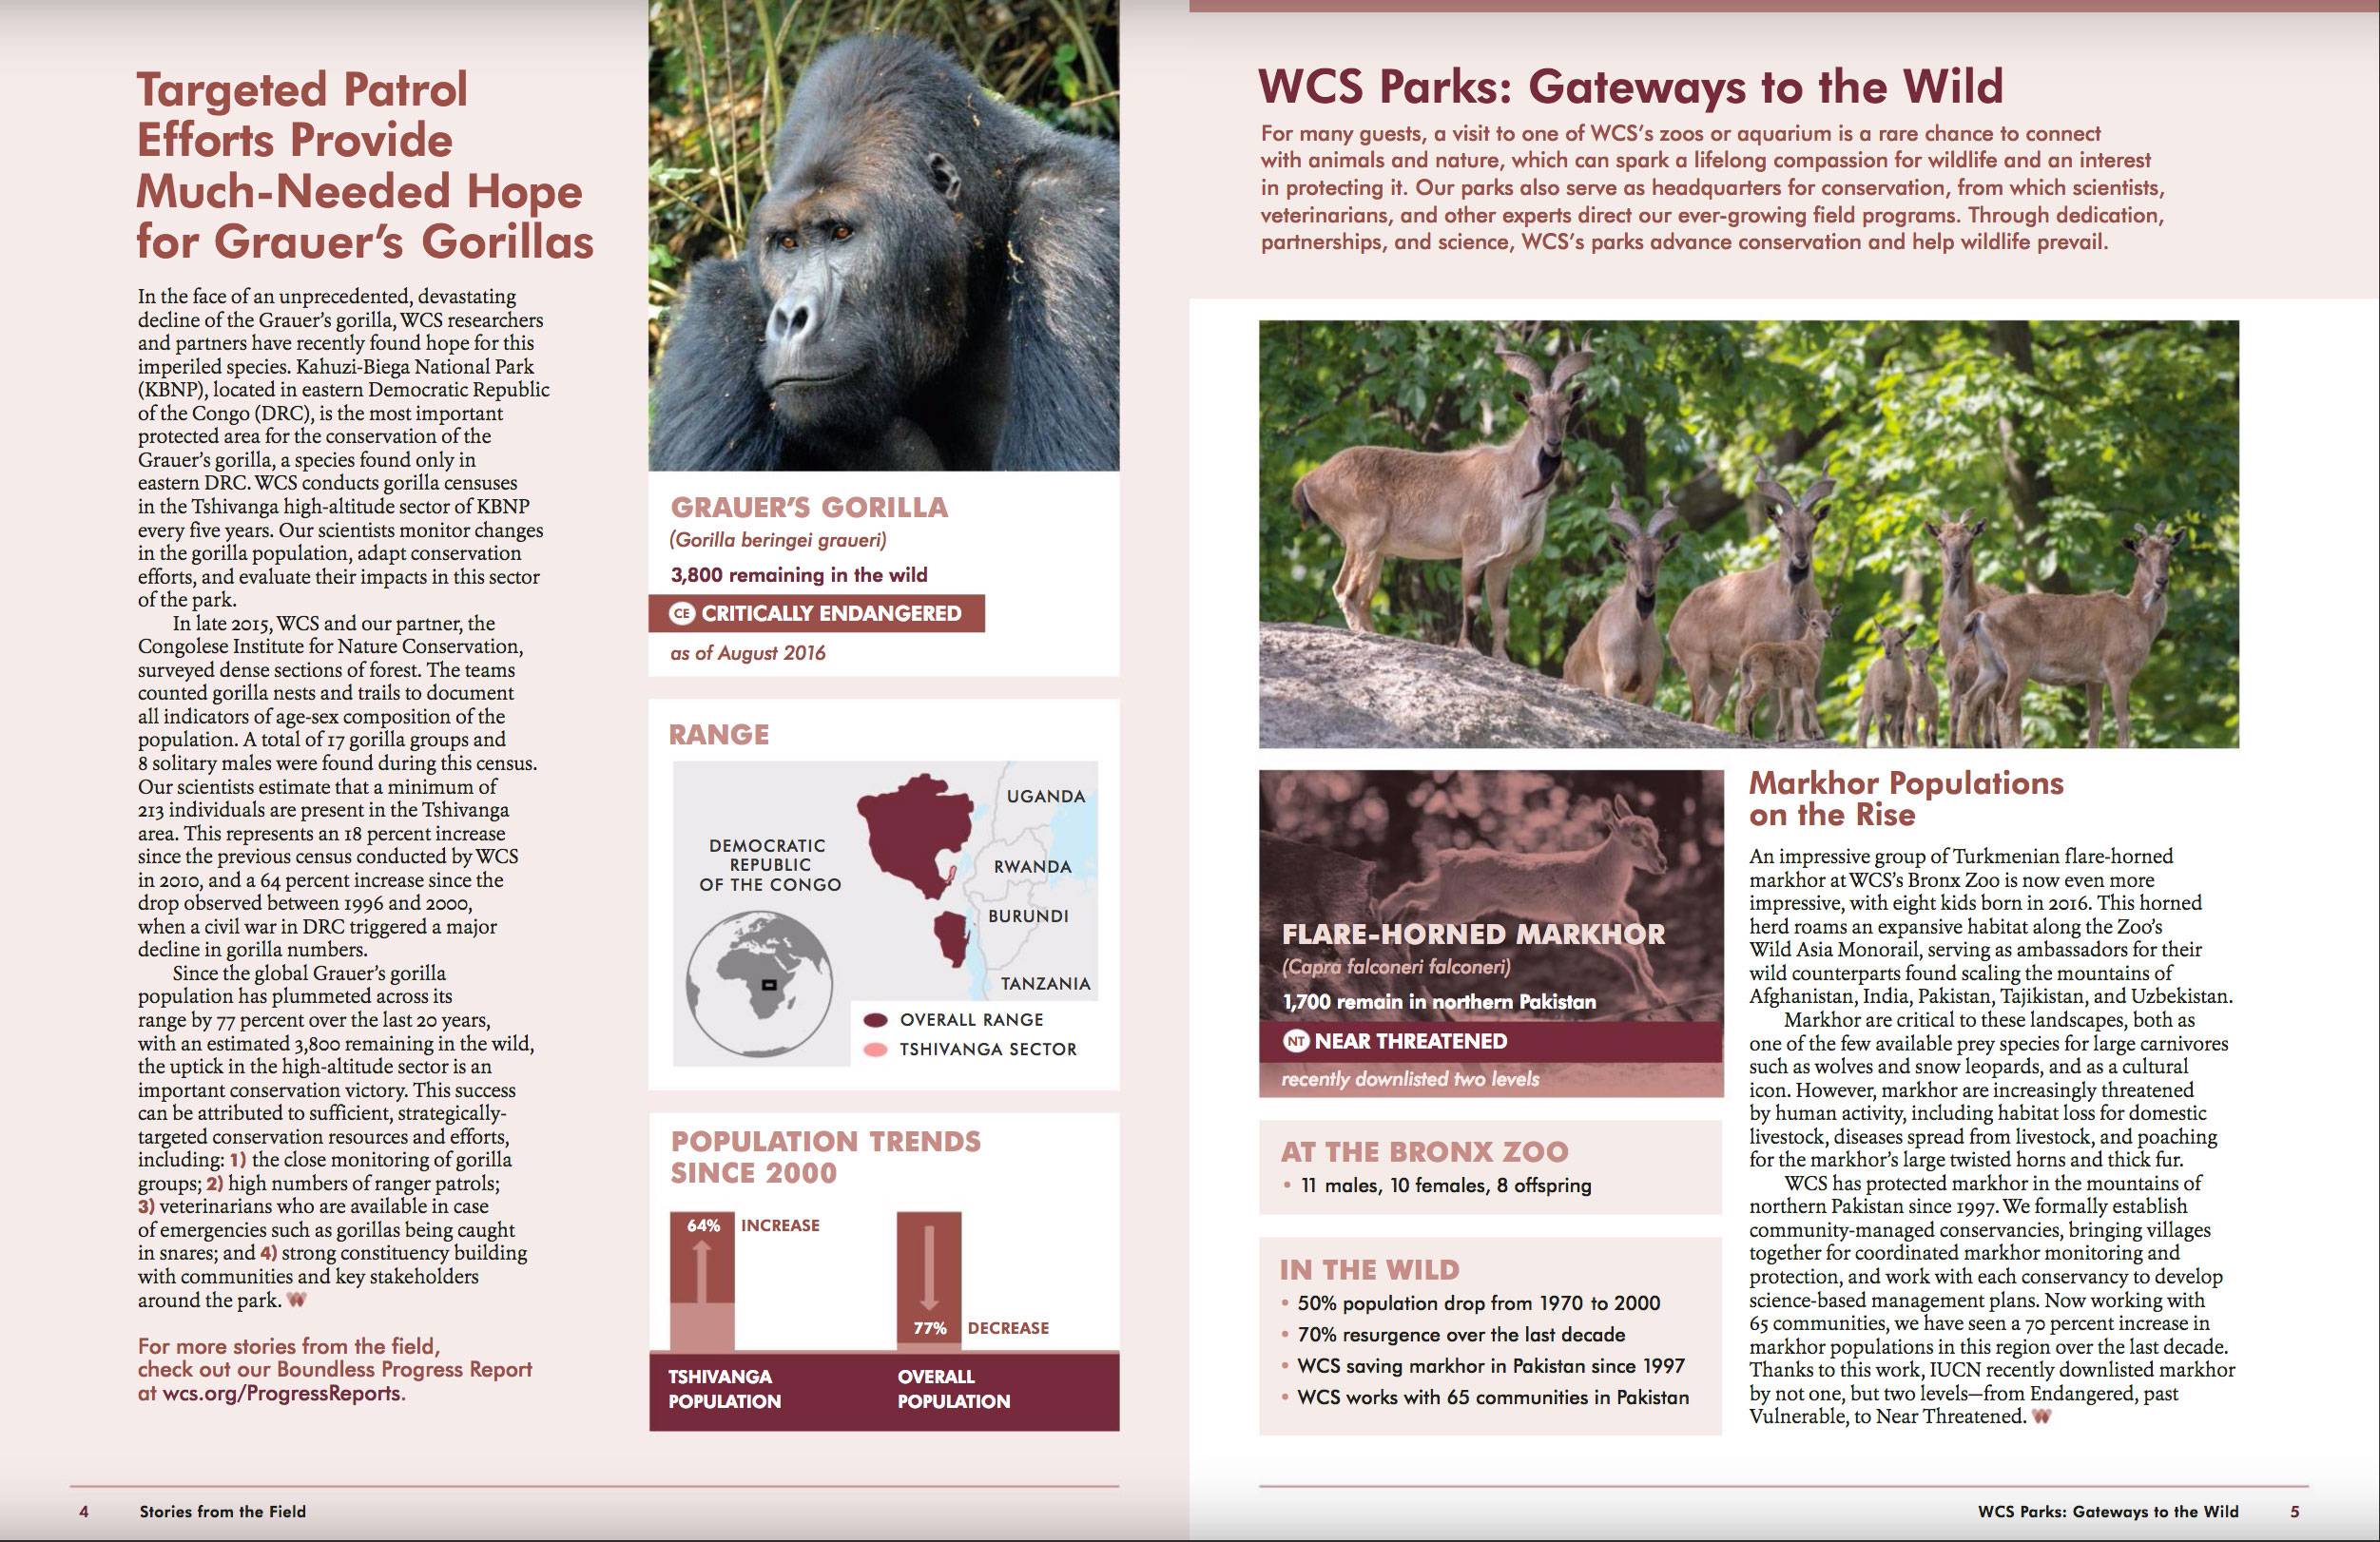 Targeted Patrol
Efforts Provide
Much-Needed Hope
for Grauer's Gorillas
In the face of an unprecedented, devastating
decline of the Grauer's gorilla, WCS researchers
and partners have recently found hope for this
imperiled species. Kahuzi-Biega National Park
(KBNP), located in eastern Democratic Republic
of the Congo (DRC), is the most important
protected area for the conservation of the
Grauer's gorilla, a species found only in
eastern DRC. WCS conducts gorilla censuses
in the Tshivanga high-altitude sector of KBNP
every five years. Our scientists monitor changes
in the gorilla population, adapt conservation
efforts, and evaluate their impacts in this sector
of the park.
In late 2015, WCS and our partner, the
Congolese Institute for Nature Conservation,
surveyed dense sections of forest. The teams
counted gorilla nests and trails to document
all indicators of age-sex composition of the
population. A total of 17 gorilla groups and
8 solitary males were found during this census.
Our scientists estimate that a minimum of
213 individuals are present in the Tshivanga
area. This represents an 18 percent increase
since the previous census conducted by WCS
in 2010, and a 64 percent increase since the
drop observed between 1996 and 2000,
when a civil war in DRC triggered a major
decline in gorilla numbers.
Since the global Grauer's gorilla
population has plummeted across its
range by 77 percent over the last 20 years,
with an estimated 3,800 remaining in the wild,
the uptick in the high-altitude sector is an
important conservation victory. This success
can be attributed to sufficient, strategically-
targeted conservation resources and efforts,
including: 1) the close monitoring of gorilla
groups; 2) high numbers of ranger patrols;
3) veterinarians who are available in case
of emergencies such as gorillas being caught
in snares; and 4) strong constituency building
with communities and key stakeholders
around the park.
For more stories from the field,
check out our Boundless Progress Report
at wcs.org/ProgressReports.
GRAUER'S GORILLA
(Gorilla beringei graueri)
3,800 remaining in the wild
CE CRITICALLY ENDANGERED
as of August 2016
RANGE
UGANDA
DEMOCRATIC
REPUBLIC
OF THE CONGO
RWANDA
BURUNDI
TANZANIA
OVERALL RANGE
TSHIVANGA SECTOR
POPULATION TRENDS
SINCE 2000
64% INCREASE
77% DECREASE
TSHIVANGA
POPULATION
OVERALL
POPULATION
4 Stories from the Field
WCS Parks: Gateways to the Wild
For many guests, a visit to one of WCS's zoos or aquarium is a rare chance to connect
with animals and nature, which can spark a lifelong compassion for wildlife and an interest
in protecting it. Our parks also serve as headquarters for conservation, from which scientists,
veterinarians, and other experts direct our ever-growing field programs. Through dedication,
partnerships, and science, WCS's parks advance conservation and help wildlife prevail.
FLARE-HORNED MARKHOR
(Capra falconeri falconeri)
1,700 remain in northern Pakistan
NT NEAR THREATENED
recently downlisted two levels
AT THE BRONX ZOO
• 11 males, 10 females, 8 offspring
IN THE WILD
• 50% population drop from 1970 to 2000
• 70% resurgence over the last decade
• WCS saving markhor in Pakistan since 1997
• WCS works with 65 communities in Pakistan
Markhor Populations
on the Rise
An impressive group of Turkmenian flare-horned
markhor at WCS's Bronx Zoo is now even more
impressive, with eight kids born in 2016. This horned
herd roams an expansive habitat along the Zoo's
Wild Asia Monorail, serving as ambassadors for their
wild counterparts found scaling the mountains of
Afghanistan, India, Pakistan, Tajikistan, and Uzbekistan.
Markhor are critical to these landscapes, both as
one of the few available prey species for large carnivores
such as wolves and snow leopards, and as a cultural
icon. However, markhor are increasingly threatened
by human activity, including habitat loss for domestic
livestock, diseases spread from livestock, and poaching
for the markhor's large twisted horns and thick fur.
WCS has protected markhor in the mountains of
northern Pakistan since 1997. We formally establish
community-managed conservancies, bringing villages
together for coordinated markhor monitoring and
protection, and work with each conservancy to develop
science-based management plans. Now working with
65 communities, we have seen a 70 percent increase in
markhor populations in this region over the last decade.
Thanks to this work, IUCN recently downlisted markhor
by not one, but two levels—from Endangered, past
Vulnerable, to Near Threatened.
WCS Parks: Gateways to the Wild 5